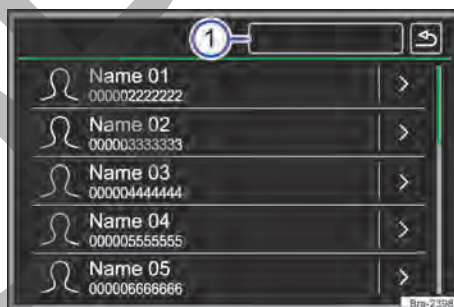 1
Name 01
000002222222
Name 02
000003333333
Name 03
000004444444
Name 04
000005555555
Name 05
000006666666
Bra-2398